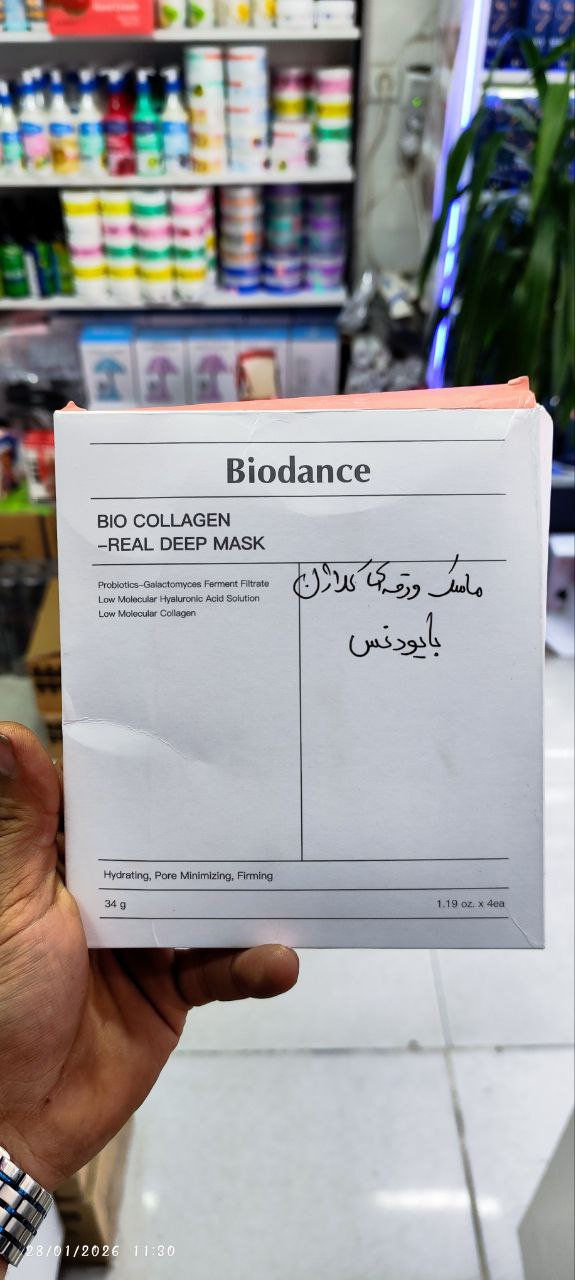 Biodance
BIO COLLAGEN
–REAL DEEP MASK
Probiotics–Galactomyces Ferment Filtrate
Low Molecular Hyaluronic Acid Solution
Low Molecular Collagen
ماسک ورقه ای کلاژن
بایودنس
Hydrating, Pore Minimizing, Firming
34 g
1.19 oz. x 4ea
28/01/2026 11:30